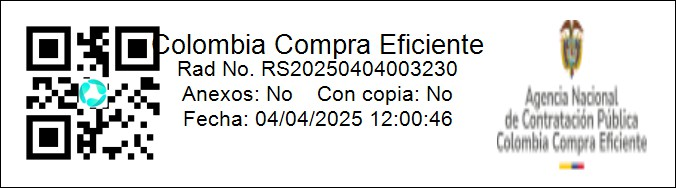 Colombia Compra Eficiente
Rad No. RS20250404003230
Anexos: No    Con copia: No
Fecha: 04/04/2025 12:00:46
Agencia Nacional
de Contratación Pública
Colombia Compra Eficiente